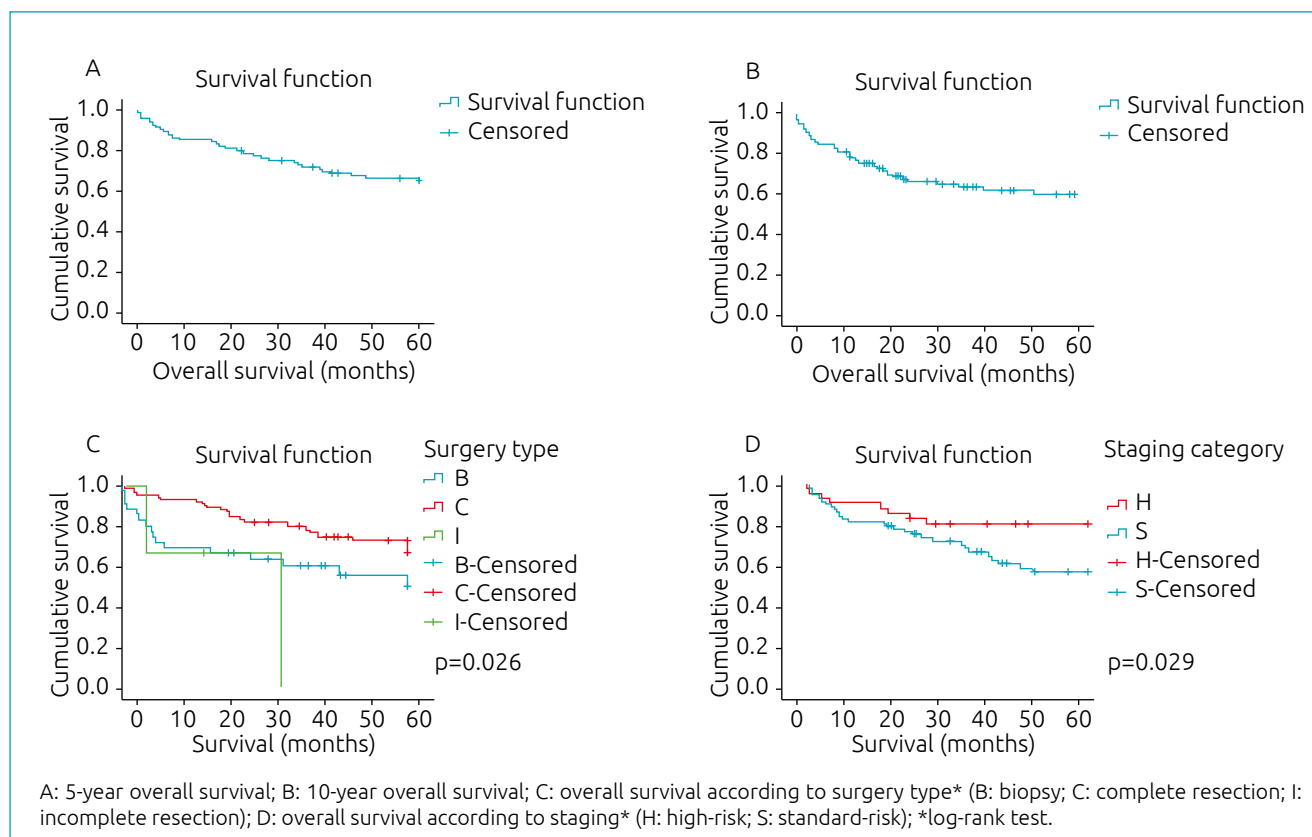 A
Survival function
1.0
0.8
0.6
0.4
0.2
0.0
Cumulative survival
0 10 20 30 40 50 60
Overall survival (months)
Survival function
Censored
B
Survival function
1.0
0.8
0.6
0.4
0.2
0.0
Cumulative survival
0 10 20 30 40 50 60
Overall survival (months)
Survival function
Censored
C
Survival function
1.0
0.8
0.6
0.4
0.2
0.0
Cumulative survival
0 10 20 30 40 50 60
Survival (months)
Surgery type
B
C
I
B-Censored
C-Censored
I-Censored
p=0.026
D
Survival function
1.0
0.8
0.6
0.4
0.2
0.0
Cumulative survival
0 10 20 30 40 50 60
Survival (months)
Staging category
H
S
H-Censored
S-Censored
p=0.029
A: 5-year overall survival; B: 10-year overall survival; C: overall survival according to surgery type* (B: biopsy; C: complete resection; I:
incomplete resection); D: overall survival according to staging* (H: high-risk; S: standard-risk); *log-rank test.